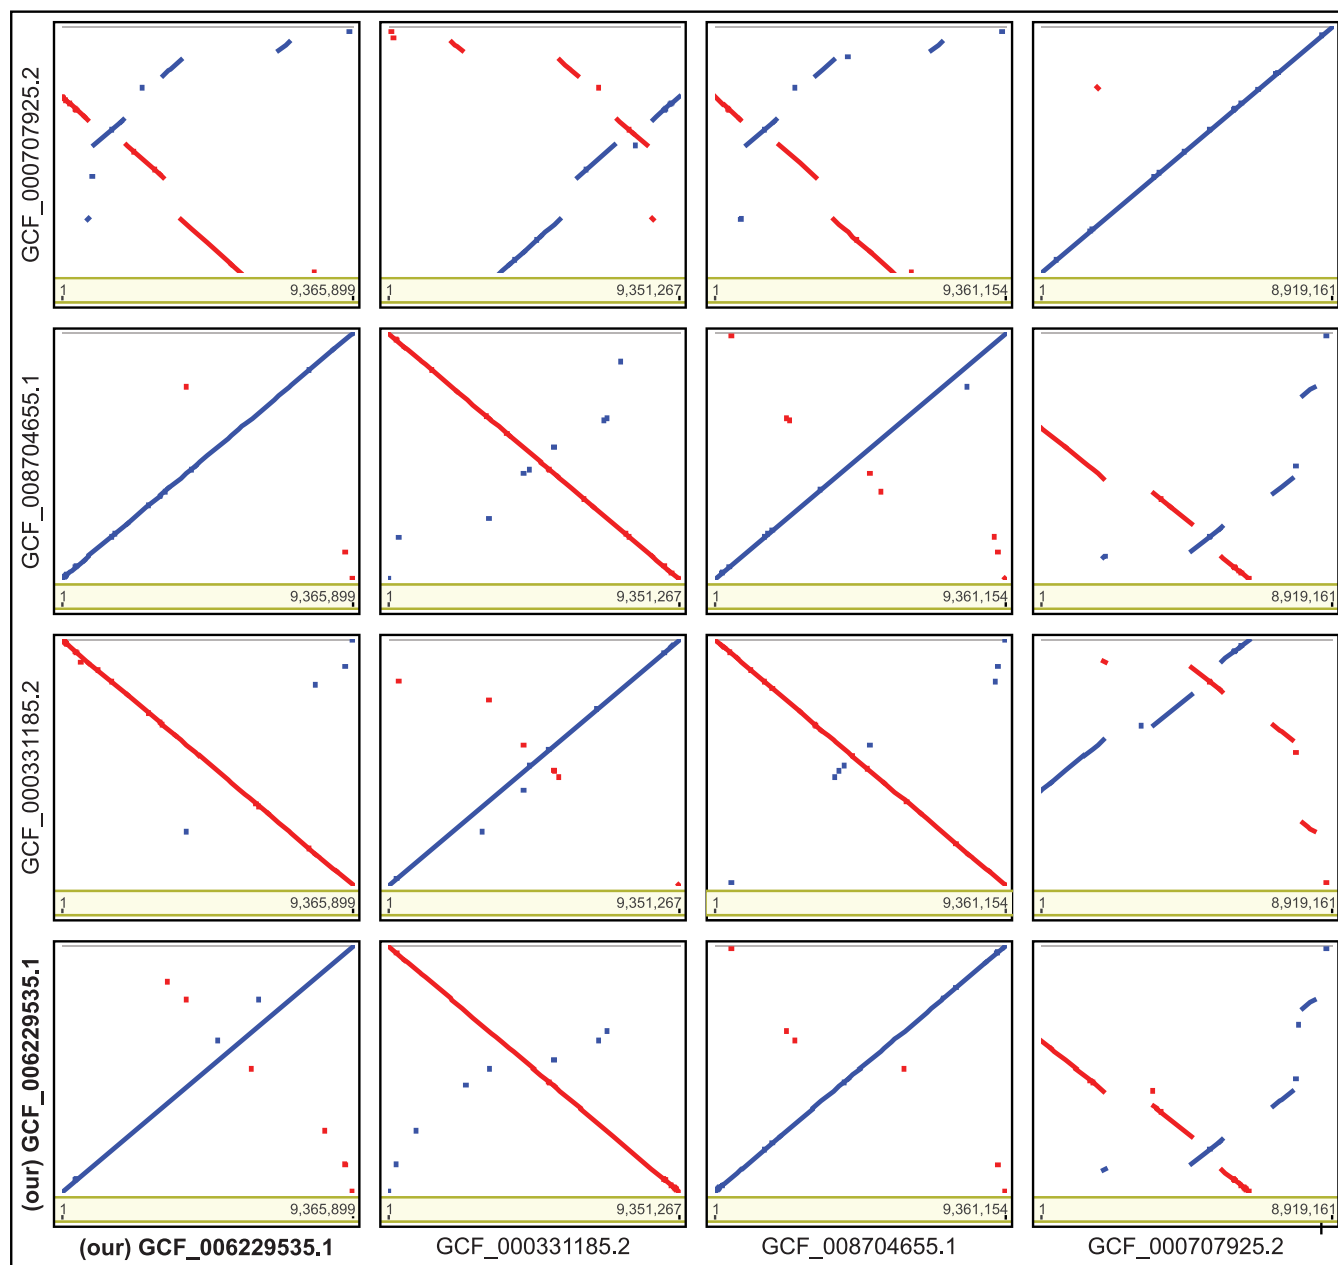 GCF_000707925.2
1 9,365,899
1 9,351,267
1 9,361,154
1 8,919,161
GCF_008704655.1
1 9,365,899
1 9,351,267
1 9,361,154
1 8,919,161
GCF_000331185.2
1 9,365,899
1 9,351,267
1 9,361,154
1 8,919,161
(our) GCF_006229535.1
1 9,365,899
1 9,351,267
1 9,361,154
1 8,919,161
(our) GCF_006229535.1
GCF_000331185.2
GCF_008704655.1
GCF_000707925.2